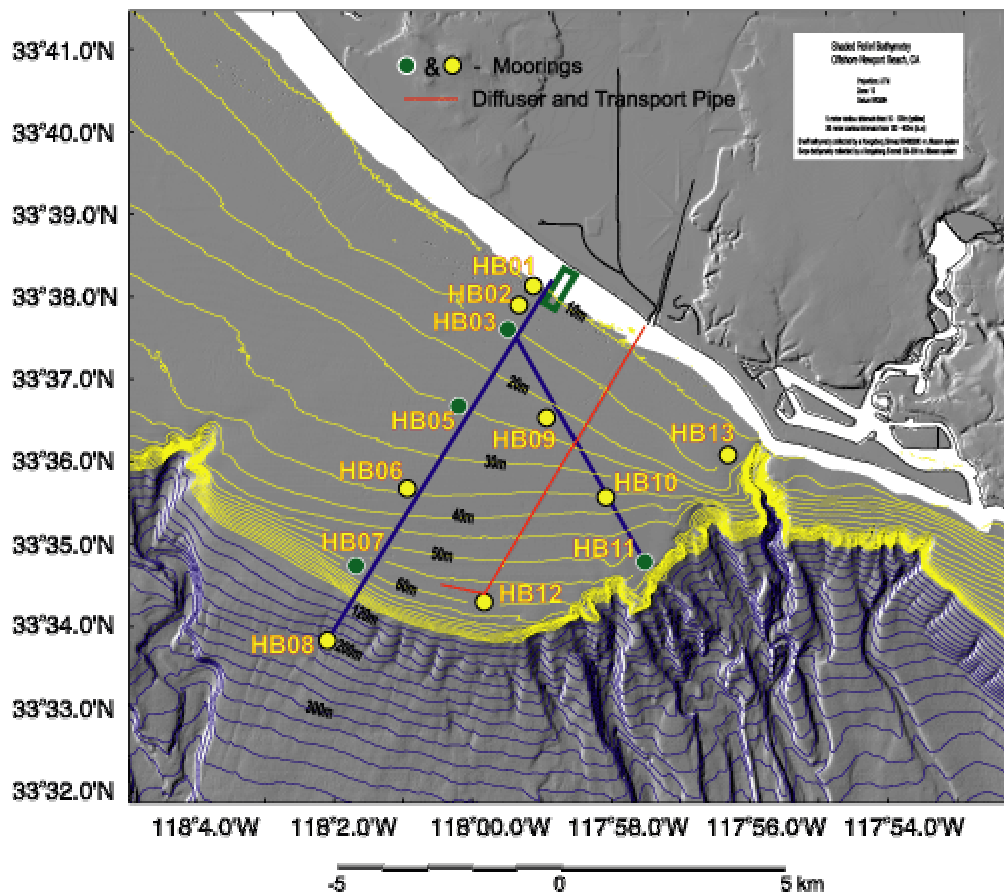 33°41.0'N
33°40.0'N
33°39.0'N
33°38.0'N
33°37.0'N
33°36.0'N
33°35.0'N
33°34.0'N
33°33.0'N
33°32.0'N
& - Moorings
Diffuser and Transport Pipe
Shaded Relief Bathymetry
Offshore Newport Beach, CA
HB01
HB02
HB03
10m
20m
HB05
HB09
HB13
30m
HB06
HB10
40m
HB07
50m
HB11
60m
HB12
120m
HB08
200m
300m
118°4.0'W
118°2.0'W
118°00.0'W
117°58.0'W
117°56.0'W
117°54.0'W
-5
0
5 km